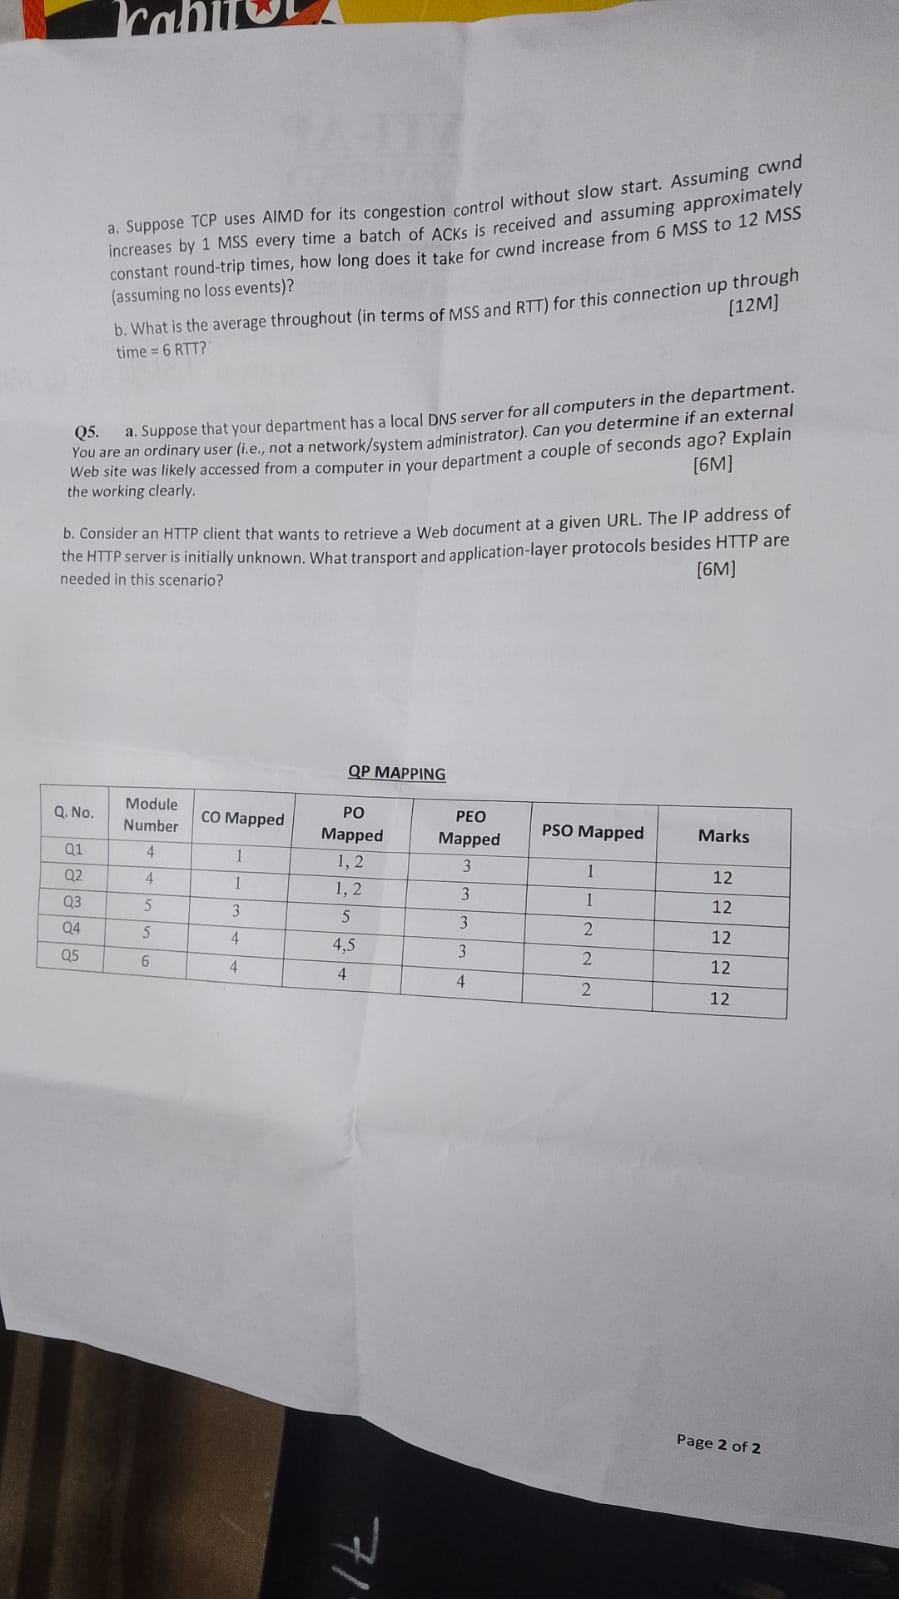 Kabit
a. Suppose TCP uses AIMD for its congestion control without slow start. Assuming cwnd
increases by 1 MSS every time a batch of ACKs is received and assuming approximately
constant round-trip times, how long does it take for cwnd increase from 6 MSS to 12 MSS
(assuming no loss events)?
b. What is the average throughout (in terms of MSS and RTT) for this connection up through
time = 6 RTT? [12M]
Q5. a. Suppose that your department has a local DNS server for all computers in the department.
You are an ordinary user (i.e., not a network/system administrator). Can you determine if an external
Web site was likely accessed from a computer in your department a couple of seconds ago? Explain
the working clearly. [6M]
b. Consider an HTTP client that wants to retrieve a Web document at a given URL. The IP address of
the HTTP server is initially unknown. What transport and application-layer protocols besides HTTP are
needed in this scenario? [6M]
QP MAPPING
Q. No. Module Number CO Mapped PO Mapped PEO Mapped PSO Mapped Marks
Q1 4 1 1, 2 3 1 12
Q2 4 1 1, 2 3 1 12
Q3 5 3 5 3 2 12
Q4 5 4 4,5 3 2 12
Q5 6 4 4 4 2 12
Page 2 of 2